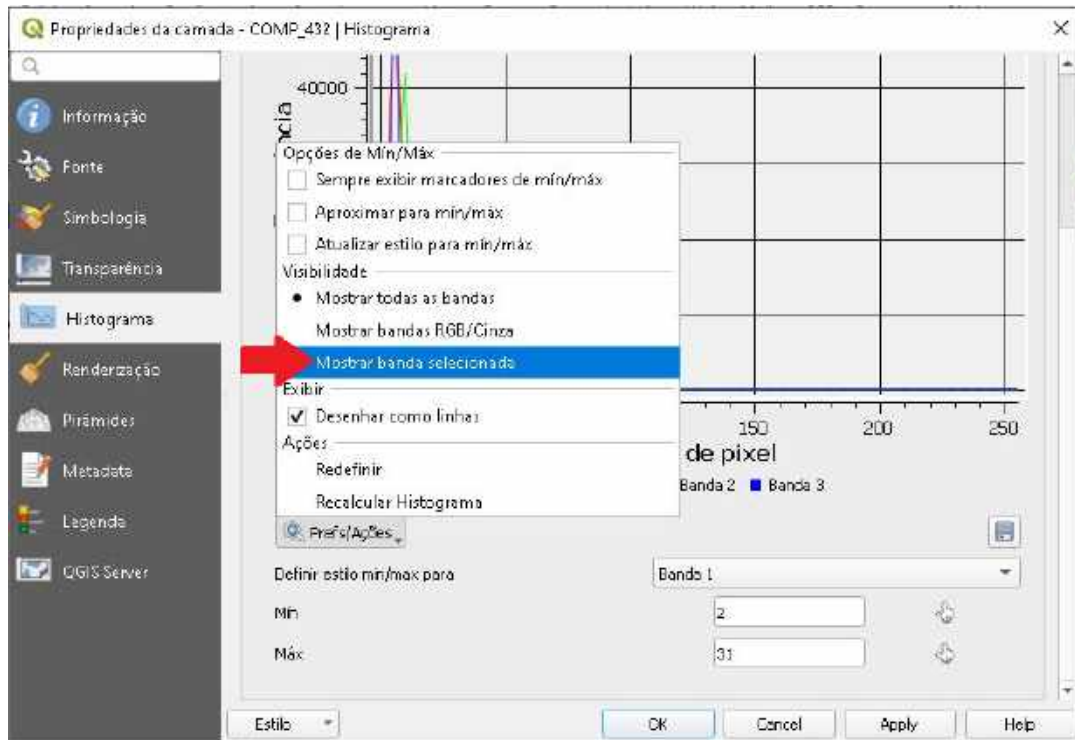 Propriedades da camada - COMP_432 | Histograma
Informação
Fonte
Simbologia
Transparência
Histograma
Renderização
Pirâmides
Metadata
Legenda
QGIS Server
40000
Opções de Mín/Máx
Sempre exibir marcadores de mín/máx
Aproximar para mín/máx
Atualizar estilo para mín/máx
Visibilidade
Mostrar todas as bandas
Mostrar bandas RGB/Cinza
Mostrar banda selecionada
Exibir
Desenhar como linhas
Ações
Redefinir
Recalcular Histograma
150 200 250
de pixel
Banda 2 Banda 3
Prefs/Ações
Definir estilo min/max para Banda 1
Mín 2
Máx 31
Estilo OK Cancel Apply Help